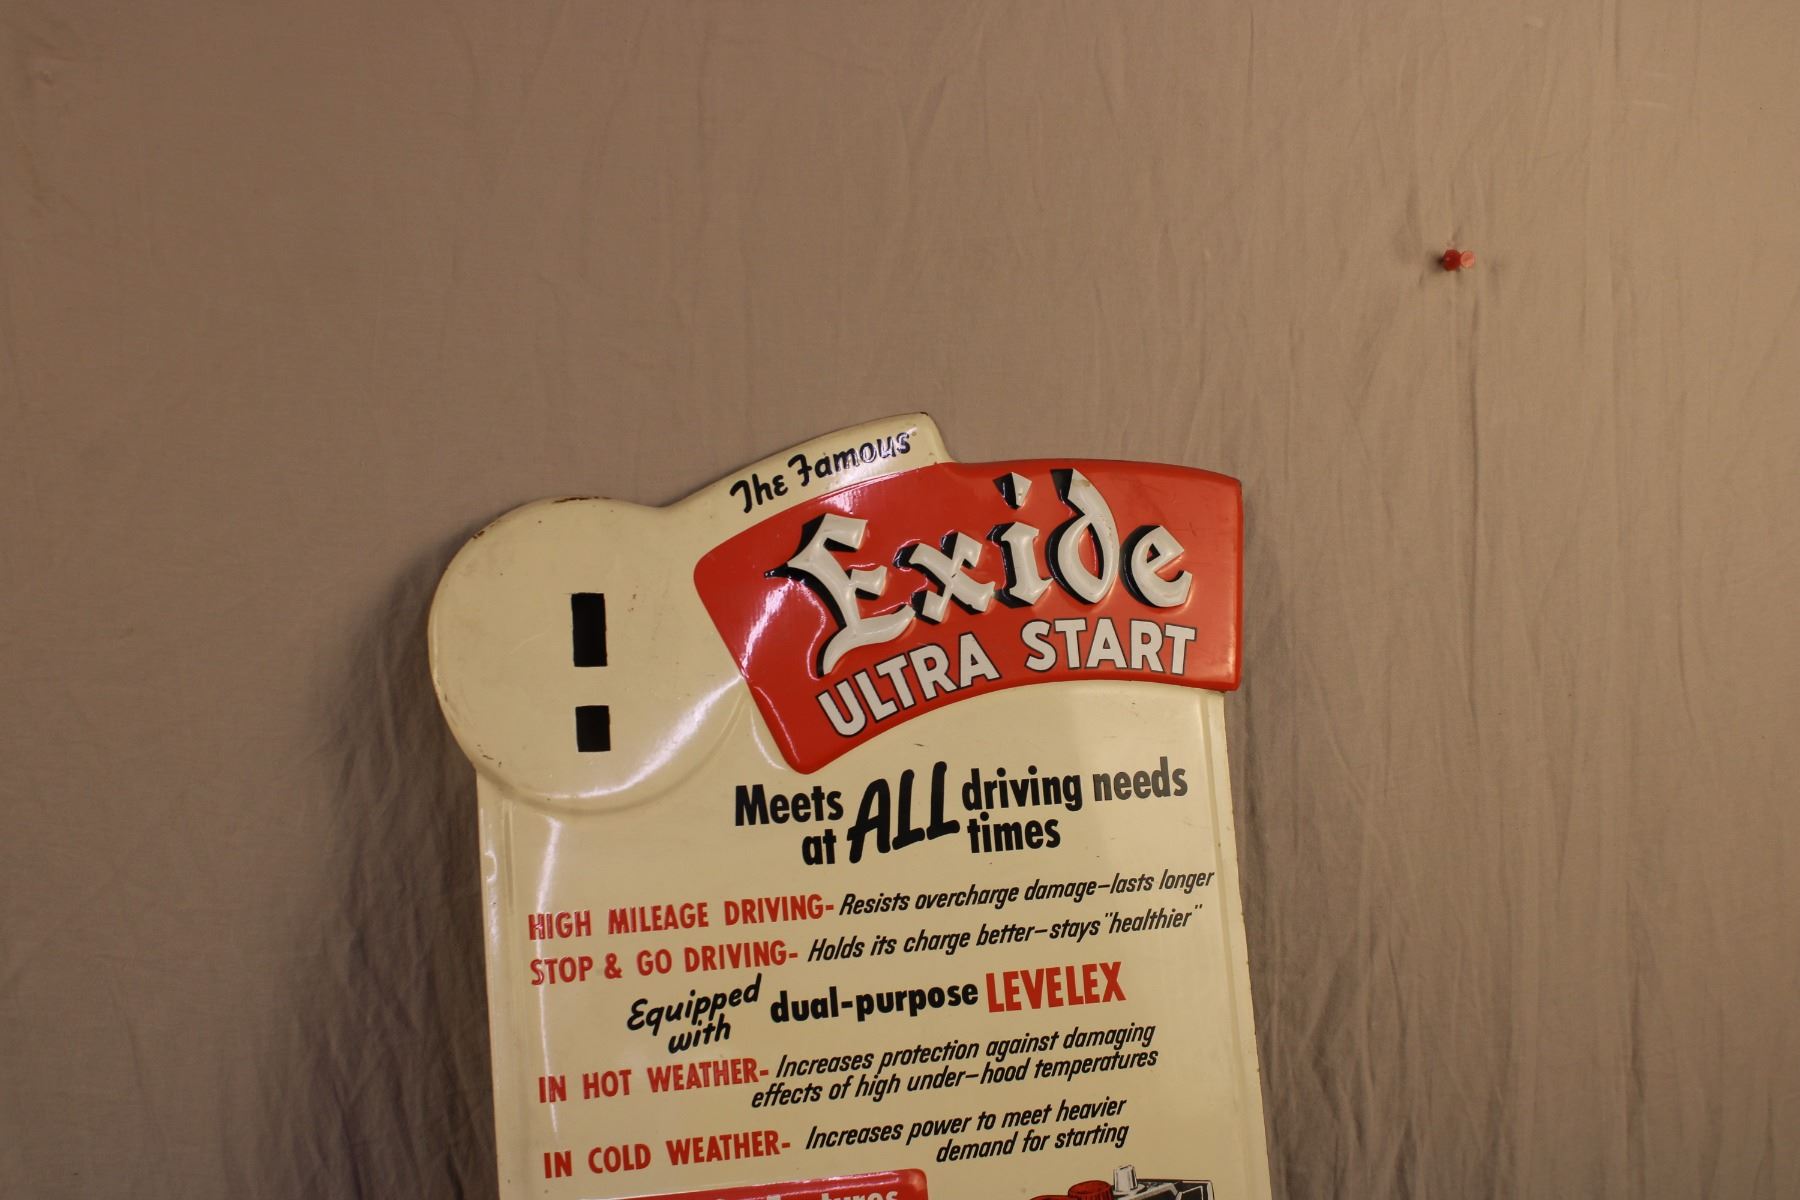 The Famous
Exide
ULTRA START
Meets ALL driving needs
at ALL times
HIGH MILEAGE DRIVING- Resists overcharge damage-lasts longer
STOP & GO DRIVING- Holds its charge better-stays "healthier"
Equipped with dual-purpose LEVELEX
IN HOT WEATHER- Increases protection against damaging
effects of high under-hood temperatures
IN COLD WEATHER- Increases power to meet heavier
demand for starting